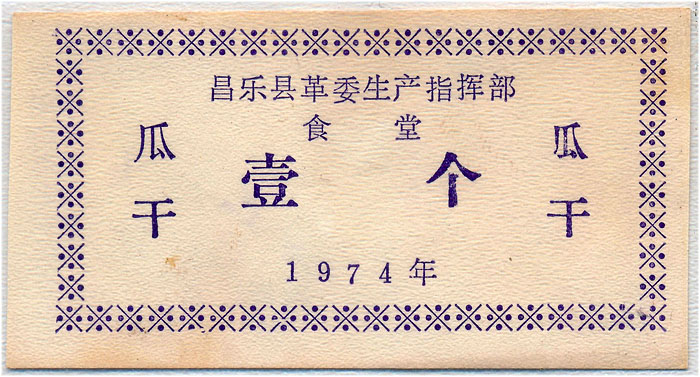 昌乐县革委生产指挥部
食堂
瓜干
壹个
瓜干
1974年